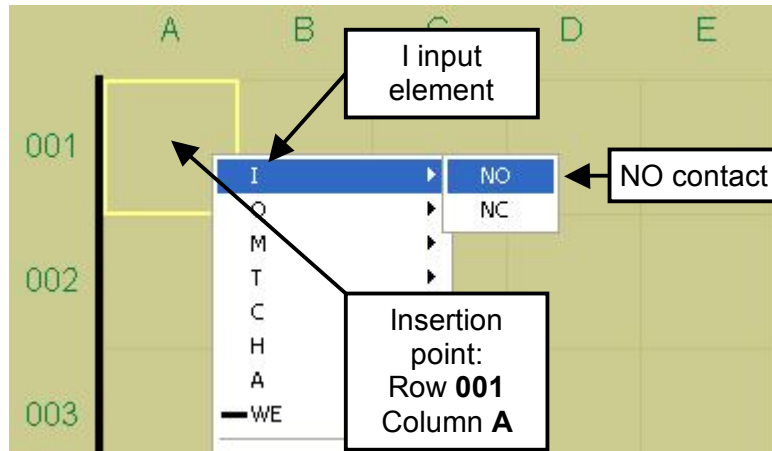 A B C D E
I input
element
001
I NO
NO contact
Q NC
M
002
T
C
Insertion
point:
Row 001
Column A
H
A
003
WE